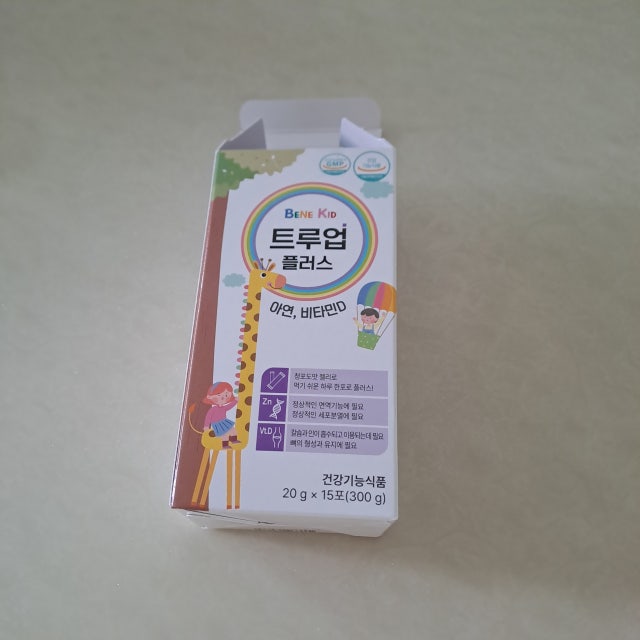 GMP
BENE KID
트루업
플러스
아연, 비타민D
청포도맛 젤리로
먹기 쉬운 하루 한포로 플러스!
Zn
정상적인 면역기능에 필요
정상적인 세포분열에 필요
Vt.D
칼슘과 인이 흡수되고 이용되는데 필요
뼈의 형성과 유지에 필요
건강기능식품
20 g × 15포(300 g)